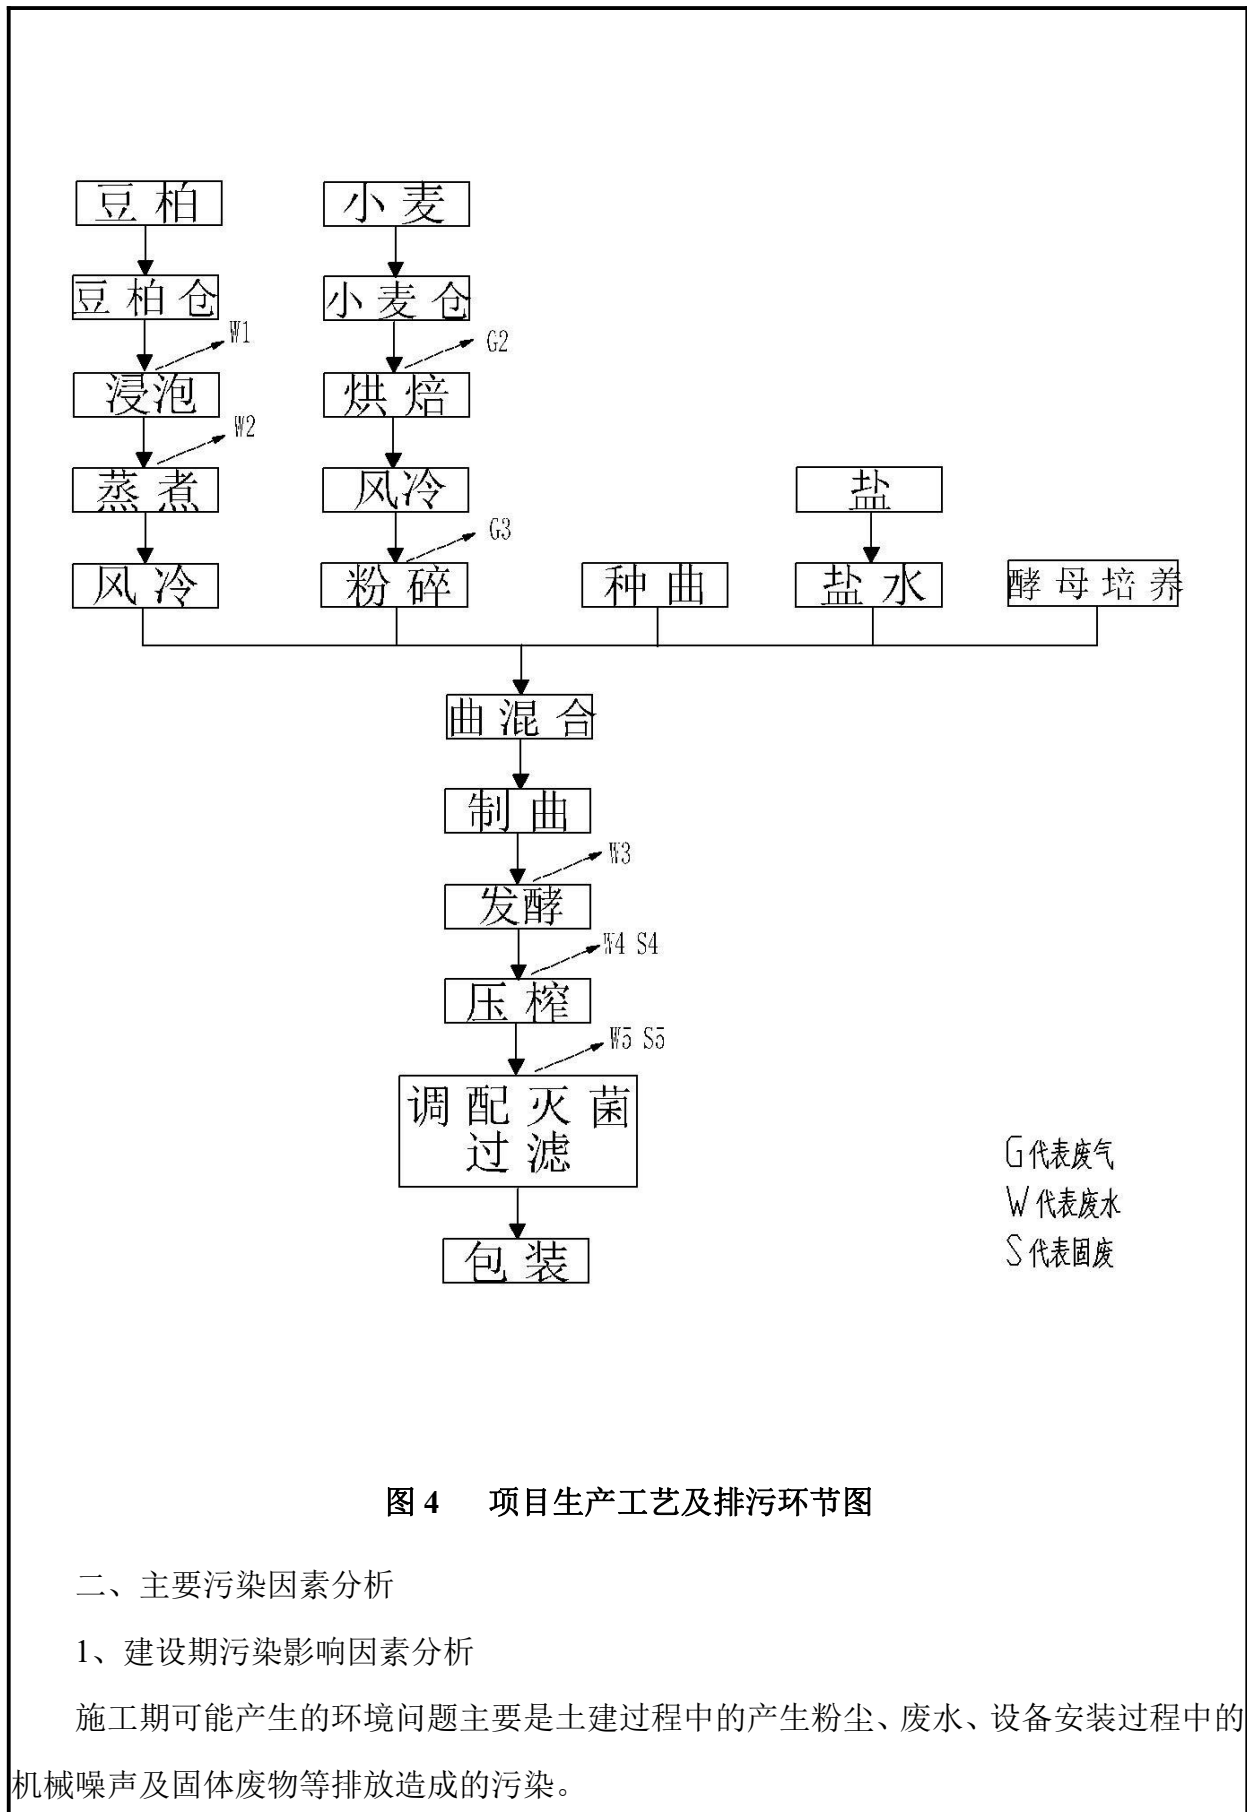 豆柏
小麦
豆柏仓
小麦仓
W1
G2
浸泡
烘焙
W2
蒸煮
风冷
盐
G3
风冷
粉碎
种曲
盐水
酵母培养
曲混合
制曲
W3
发酵
W4 S4
压榨
W5 S5
调配灭菌
过滤
G代表废气
W代表废水
S代表固废
包装
图 4 项目生产工艺及排污环节图
二、主要污染因素分析
1、建设期污染影响因素分析
施工期可能产生的环境问题主要是土建过程中的产生粉尘、废水、设备安装过程中的
机械噪声及固体废物等排放造成的污染。